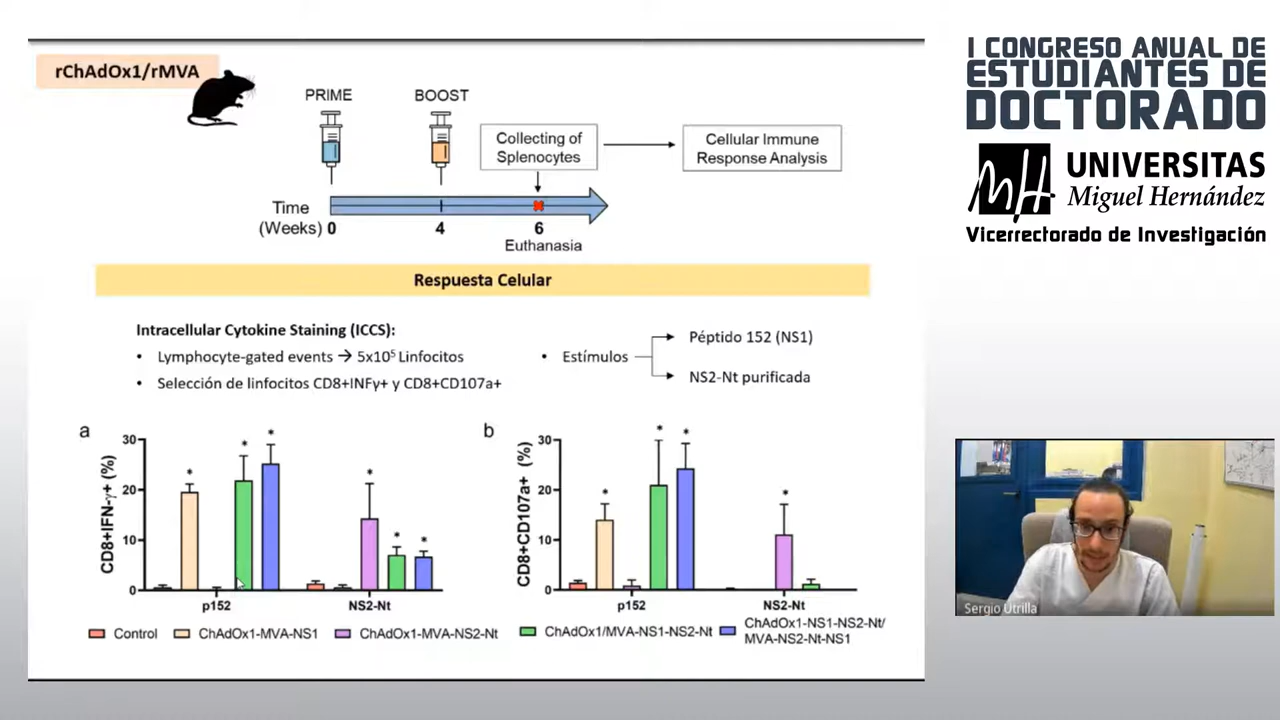 rChAdOx1/rMVA
PRIME
BOOST
Collecting of
Splenocytes
Cellular Immune
Response Analysis
Time
(Weeks) 0
4
6
Euthanasia
Respuesta Celular
Intracellular Cytokine Staining (ICCS):
• Lymphocyte-gated events → 5x10⁵ Linfocitos
• Selección de linfocitos CD8+INFγ+ y CD8+CD107a+
• Estímulos
Péptido 152 (NS1)
NS2-Nt purificada
a
CD8+IFN-γ+ (%)
30
20
10
0
* * * * * *
p152
NS2-Nt
b
CD8+CD107a+ (%)
30
20
10
0
* * * *
p152
NS2-Nt
Control
ChAdOx1-MVA-NS1
ChAdOx1-MVA-NS2-Nt
ChAdOx1/MVA-NS1-NS2-Nt
ChAdOx1-NS1-NS2-Nt/
MVA-NS2-Nt-NS1
I CONGRESO ANUAL DE
ESTUDIANTES DE
DOCTORADO
UNIVERSITAS
Miguel Hernández
Vicerrectorado de Investigación
Sergio Utrilla